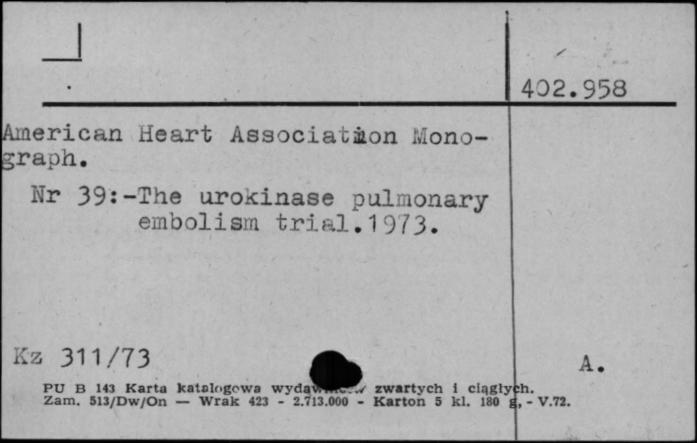 402.958
American Heart Association Mono-
graph.
Nr 39:-The urokinase pulmonary
embolism trial.1973.
Kz 311/73
A.
PU B 143 Karta katalogowa zwartych i ciągłych.
Zam. 513/Dw/On — Wrak 423 - 2.713.000 - Karton 5 kl. 180 g, - V.72.